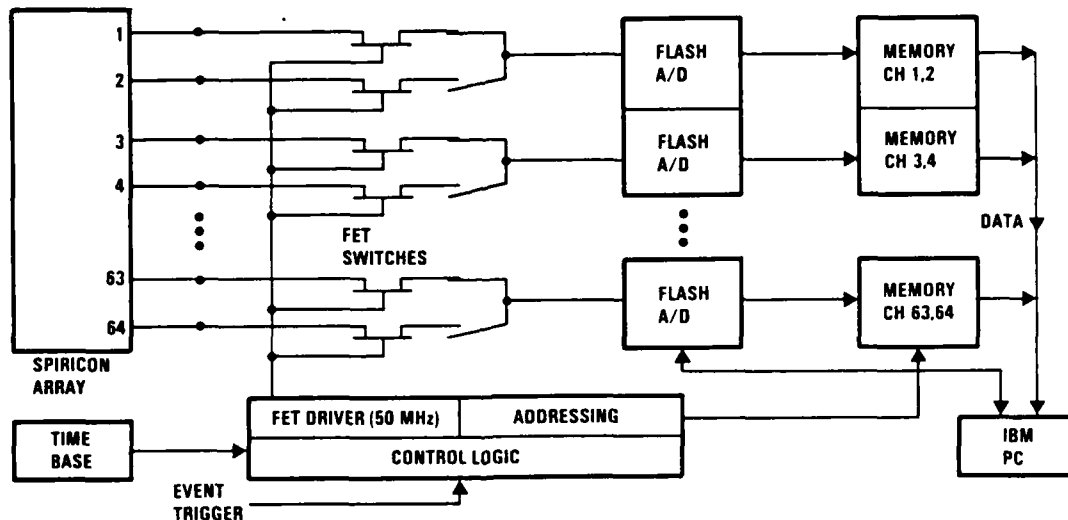 1
2
3
4
63
64
SPIRICON
ARRAY
FET
SWITCHES
FLASH
A/D
FLASH
A/D
FLASH
A/D
MEMORY
CH 1,2
MEMORY
CH 3,4
DATA
MEMORY
CH 63,64
TIME
BASE
FET DRIVER (50 MHz)
ADDRESSING
CONTROL LOGIC
EVENT
TRIGGER
IBM
PC